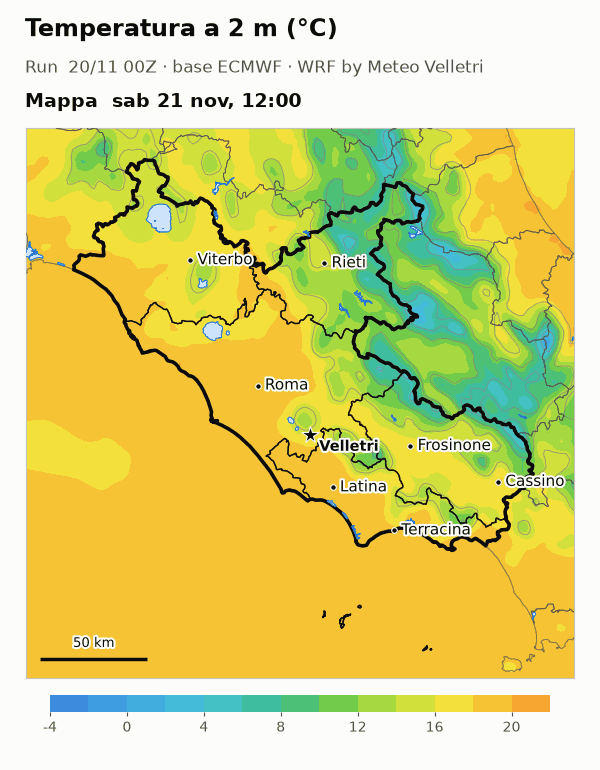 Temperatura a 2 m (°C)
Run  20/11 00Z · base ECMWF · WRF by Meteo Velletri
Mappa  sab 21 nov, 12:00
Viterbo
Rieti
Roma
Velletri
Frosinone
Cassino
Latina
Terracina
50 km
-4 0 4 8 12 16 20